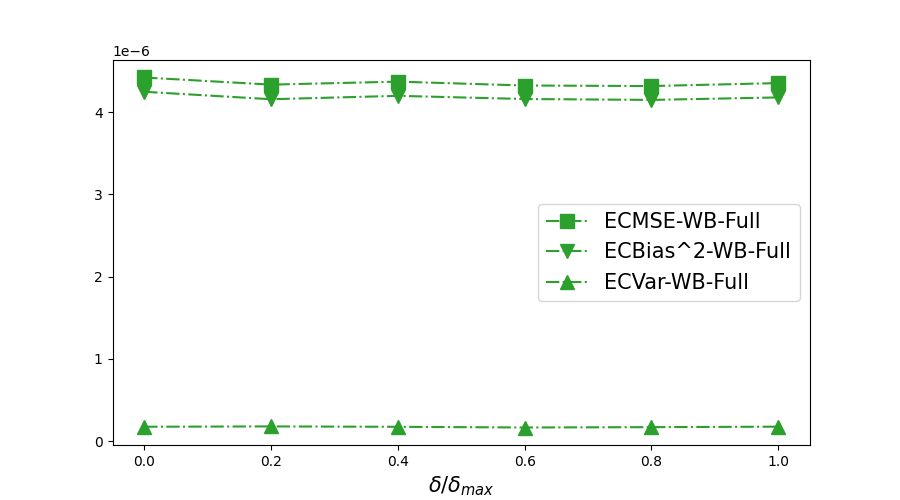 1e−6
4
3
2
1
0
ECMSE-WB-Full
ECBias^2-WB-Full
ECVar-WB-Full
0.0 0.2 0.4 0.6 0.8 1.0
δ/δmax